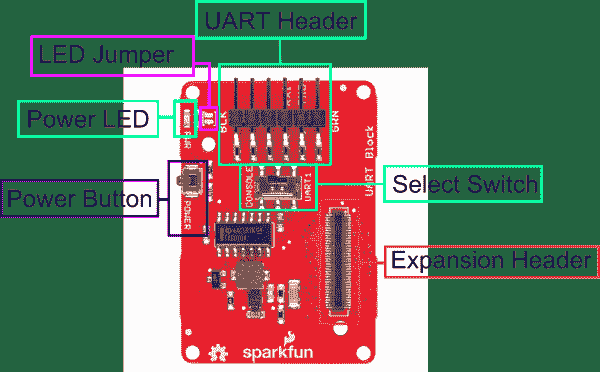 UART Header
LED Jumper
Power LED
BLK
GRN
PWR
Power Button
CONSOLE
UART1
UART Block
Select Switch
POWER
Expansion Header
sparkfun